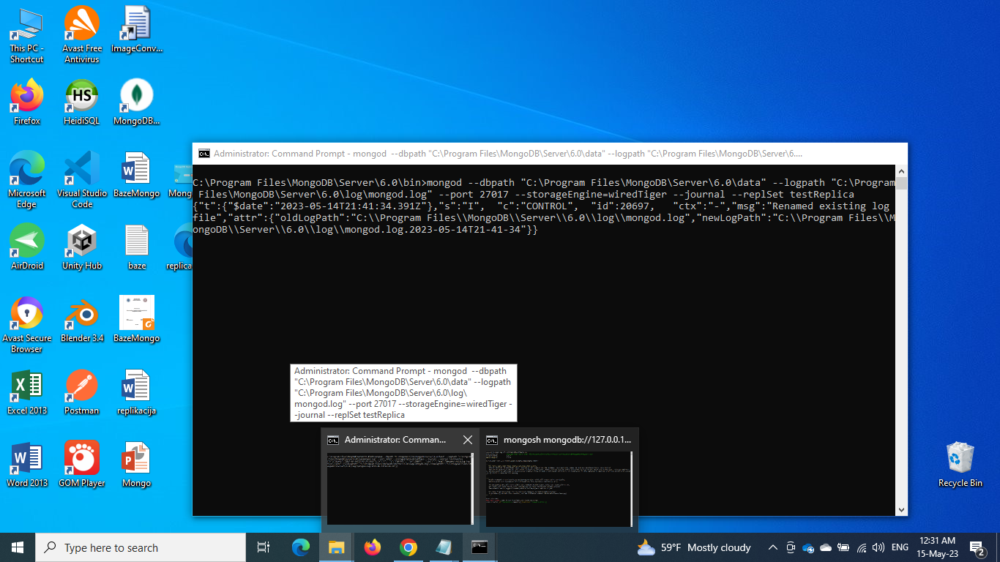 This PC -
Shortcut
Avast Free
Antivirus
ImageConv...
Firefox
HS
HeidiSQL
MongoDB...
Microsoft
Edge
Visual Studio
Code
BazeMongo
Mong
AirDroid
Unity Hub
baze
replica
Avast Secure
Browser
Blender 3.4
BazeMongo
Excel 2013
Postman
replikacija
Word 2013
GOM Player
Mongo
Recycle Bin
Administrator: Command Prompt - mongod  --dbpath "C:\Program Files\MongoDB\Server\6.0\data" --logpath "C:\Program Files\MongoDB\Server\6....
C:\Program Files\MongoDB\Server\6.0\bin>mongod --dbpath "C:\Program Files\MongoDB\Server\6.0\data" --logpath "C:\Program
 Files\MongoDB\Server\6.0\log\mongod.log" --port 27017 --storageEngine=wiredTiger --journal --replSet testReplica
{"t":{"$date":"2023-05-14T21:41:34.391Z"},"s":"I",  "c":"CONTROL",  "id":20697,   "ctx":"-","msg":"Renamed existing log
file","attr":{"oldLogPath":"C:\\Program Files\\MongoDB\\Server\\6.0\\log\\mongod.log","newLogPath":"C:\\Program Files\\M
ongoDB\\Server\\6.0\\log\\mongod.log.2023-05-14T21-41-34"}}
Administrator: Command Prompt - mongod  --dbpath
"C:\Program Files\MongoDB\Server\6.0\data" --logpath
"C:\Program Files\MongoDB\Server\6.0\log\
mongod.log" --port 27017 --storageEngine=wiredTiger -
-journal --replSet testReplica
Administrator: Comman...
mongosh mongodb://127.0.0.1...
Type here to search
59°F Mostly cloudy
ENG
12:31 AM
15-May-23
2